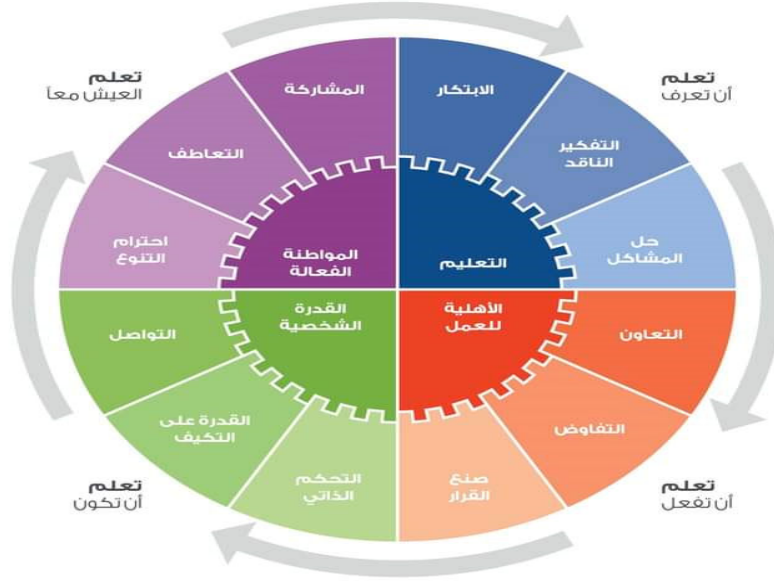 تعلم
أن تعرف
الابتكار
التفكير
الناقد
حل
المشاكل
التعليم
التعاون
التفاوض
صنع
القرار
الأهلية
للعمل
تعلم
أن تفعل
التحكم
الذاتي
القدرة على
التكيف
التواصل
القدرة
الشخصية
تعلم
أن تكون
احترام
التنوع
التعاطف
المشاركة
المواطنة
الفعالة
تعلم
العيش معاً